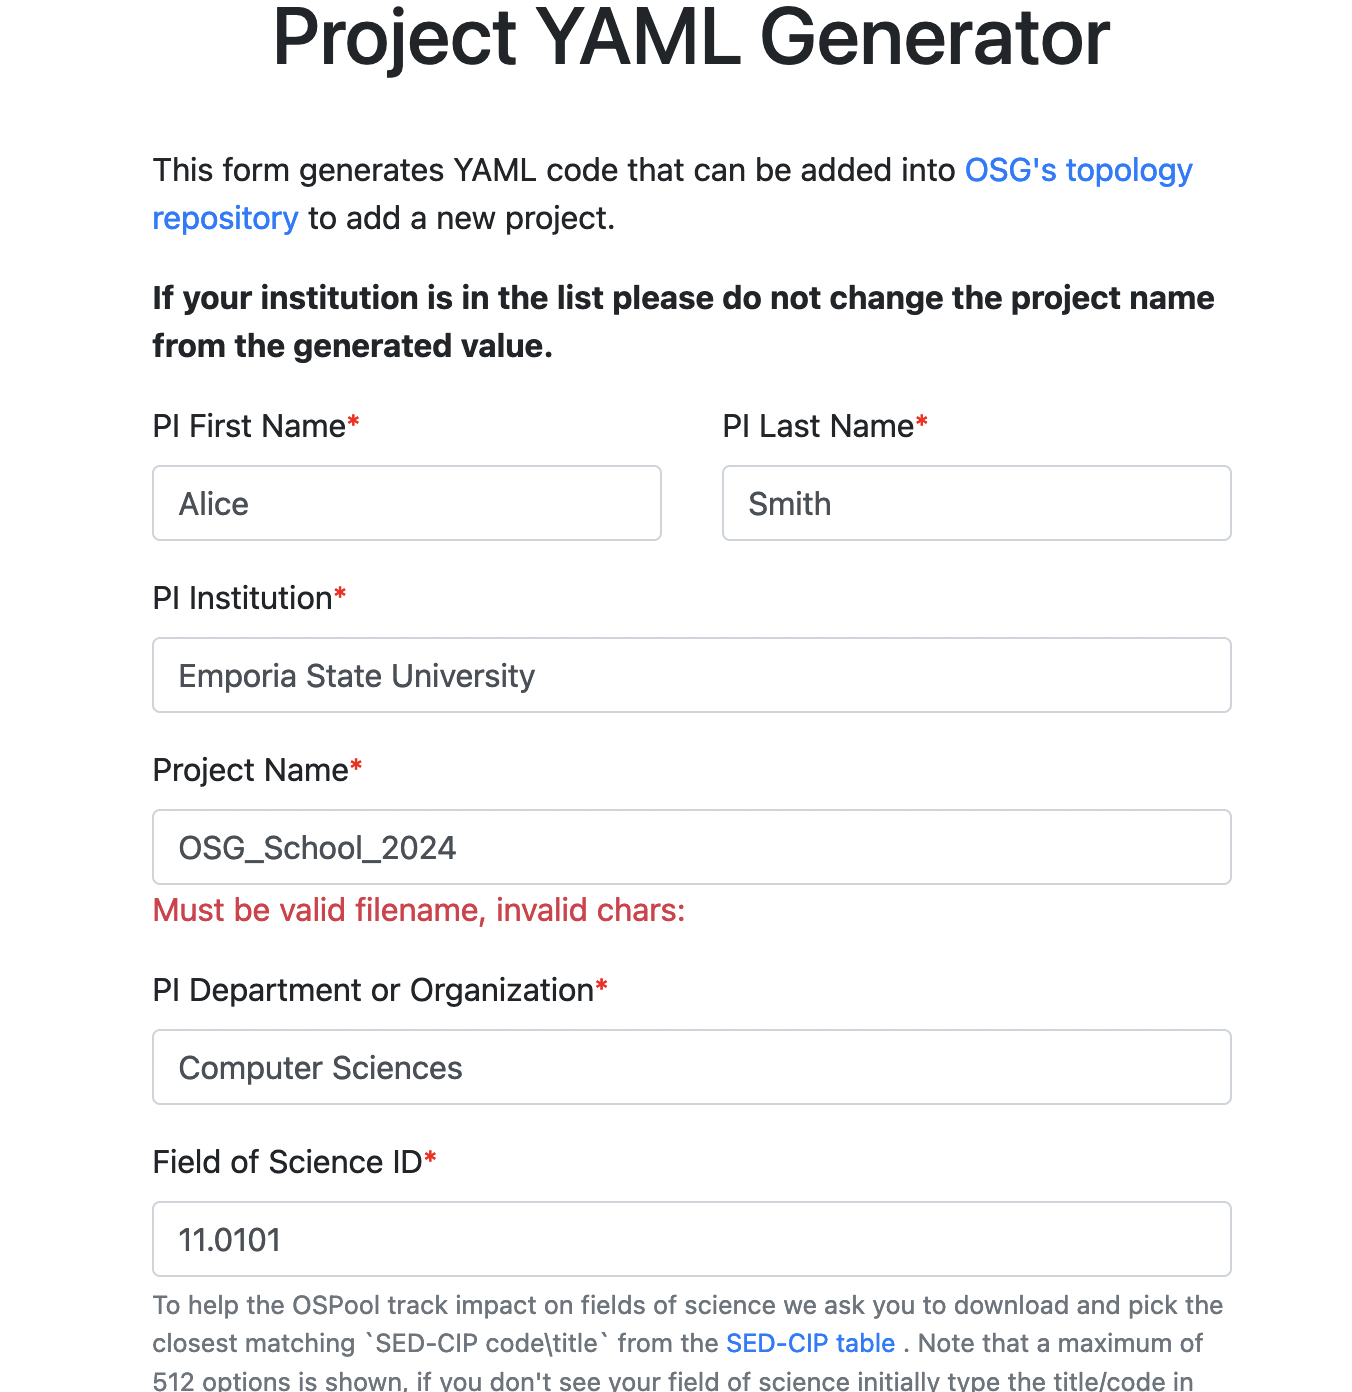 Project YAML Generator
This form generates YAML code that can be added into OSG's topology
repository to add a new project.
If your institution is in the list please do not change the project name
from the generated value.
PI First Name*
PI Last Name*
Alice
Smith
PI Institution*
Emporia State University
Project Name*
OSG_School_2024
Must be valid filename, invalid chars:
PI Department or Organization*
Computer Sciences
Field of Science ID*
11.0101
To help the OSPool track impact on fields of science we ask you to download and pick the
closest matching `SED-CIP code\title` from the SED-CIP table . Note that a maximum of
512 options is shown, if you don't see your field of science initially type the title/code in